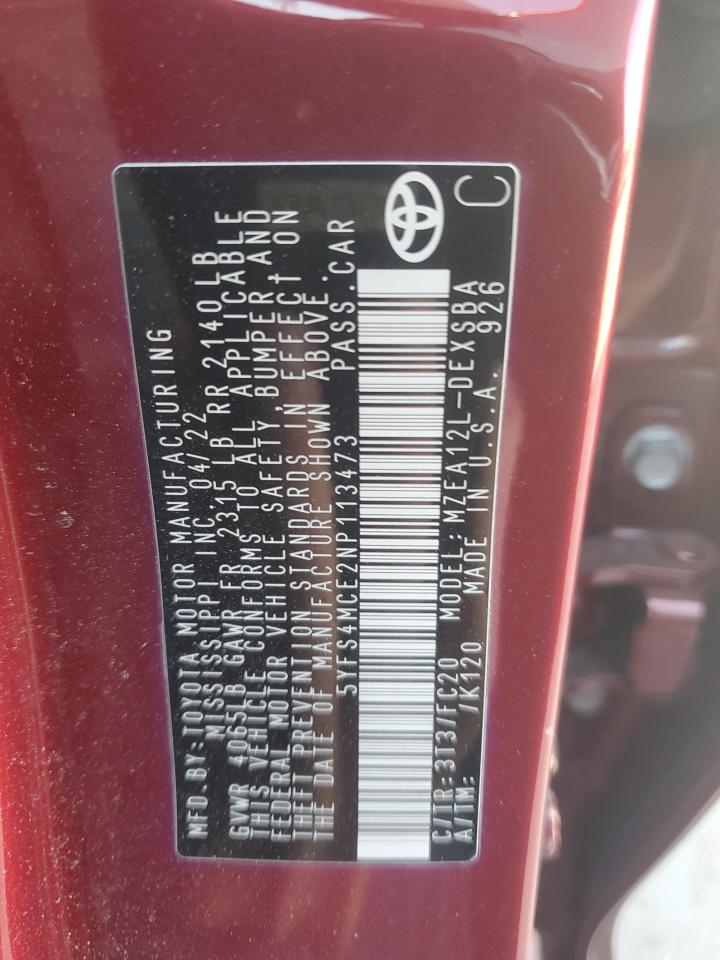 MFD.BY:TOYOTA MOTOR MANUFACTURING
MISSISSIPPI INC.04/22
GVWR 4065LB GAWR FR 2315 LB RR 2140LB
THIS VEHICLE CONFORMS TO ALL APPLICABLE
FEDERAL MOTOR VEHICLE SAFETY, BUMPER AND
THEFT PREVENTION STANDARDS IN EFFECT ON
THE DATE OF MANUFACTURE SHOWN ABOVE.
5YFS4MCE2NP113473 PASS.CAR
C/TR:3T3/FC20 MODEL:MZEA12L-DEXSBA
A/TM: /K120 MADE IN U.S.A. 926
C